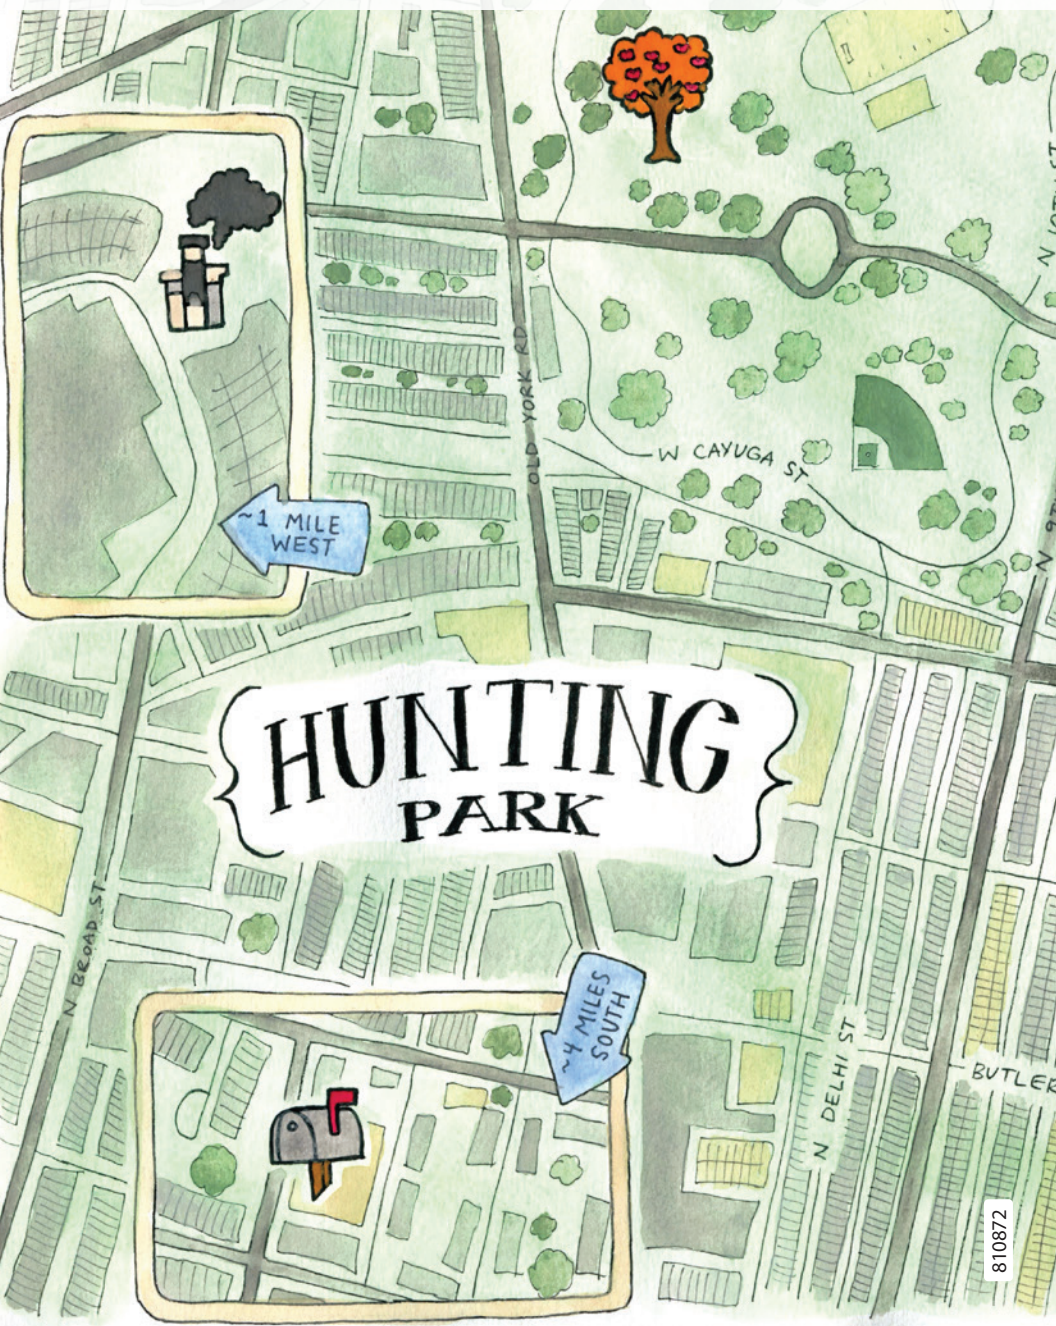 OLD YORK RD
W CAYUGA ST
~1 MILE
WEST
HUNTING
PARK
N BROAD ST
~4 MILES
SOUTH
N DELHI ST
BUTLER
810872